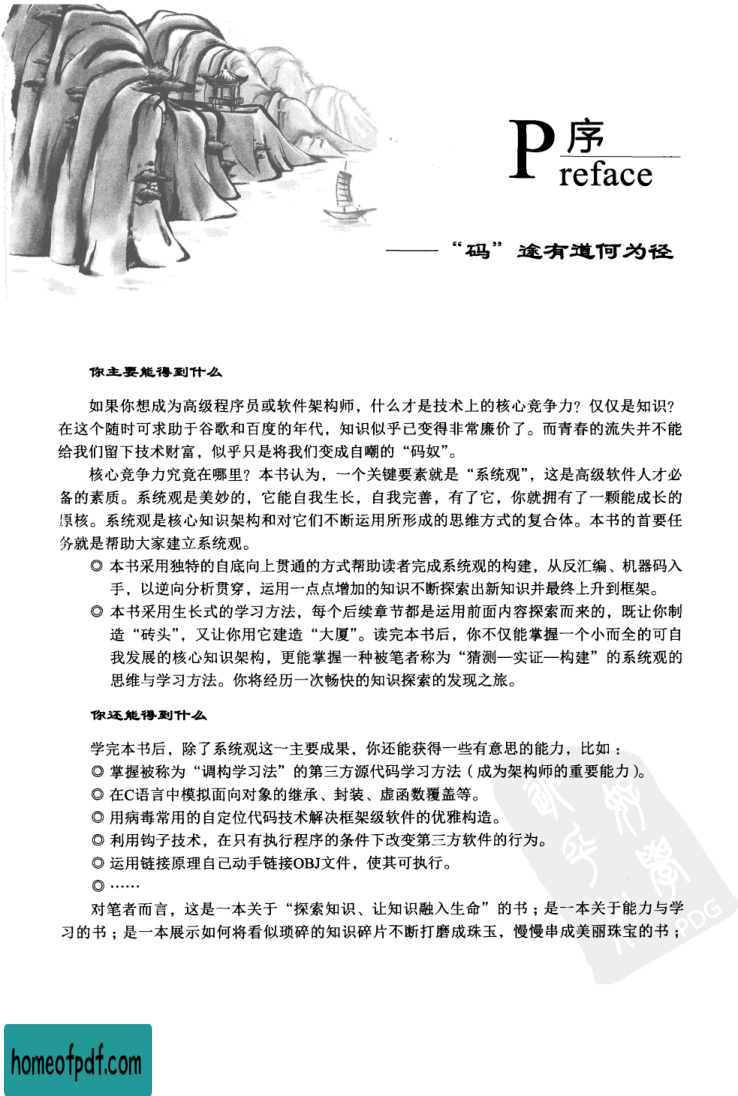 序
Preface
——“码”途有道何为径
你主要能得到什么
如果你想成为高级程序员或软件架构师，什么才是技术上的核心竞争力？仅仅是知识？
在这个随时可求助于谷歌和百度的年代，知识似乎已变得非常廉价了。而青春的流失并不能
给我们留下技术财富，似乎只是将我们变成自嘲的“码奴”。
核心竞争力究竟在哪里？本书认为，一个关键要素就是“系统观”，这是高级软件人才必
备的素质。系统观是美妙的，它能自我生长，自我完善，有了它，你就拥有了一颗能成长的
原核。系统观是核心知识架构和对它们不断运用所形成的思维方式的复合体。本书的首要任
务就是帮助大家建立系统观。
◎ 本书采用独特的自底向上贯通的方式帮助读者完成系统观的构建，从反汇编、机器码入
手，以逆向分析贯穿，运用一点点增加的知识不断探索出新知识并最终上升到框架。
◎ 本书采用生长式的学习方法，每个后续章节都是运用前面内容探索而来的，既让你制
造“砖头”，又让你用它建造“大厦”。读完本书后，你不仅能掌握一个小而全的可自
我发展的核心知识架构，更能掌握一种被笔者称为“猜测—实证—构建”的系统观的
思维与学习方法。你将经历一次畅快的知识探索的发现之旅。
你还能得到什么
学完本书后，除了系统观这一主要成果，你还能获得一些有意思的能力，比如：
◎ 掌握被称为“调构学习法”的第三方源代码学习方法（成为架构师的重要能力）。
◎ 在C语言中模拟面向对象的继承、封装、虚函数覆盖等。
◎ 用病毒常用的自定位代码技术解决框架级软件的优雅构造。
◎ 利用钩子技术，在只有执行程序的条件下改变第三方软件的行为。
◎ 运用链接原理自己动手链接OBJ文件，使其可执行。
◎ ……
对笔者而言，这是一本关于“探索知识、让知识融入生命”的书；是一本关于能力与学
习的书；是一本展示如何将看似琐碎的知识碎片不断打磨成珠玉，慢慢串成美丽珠宝的书；
PDG
homeofpdf.com